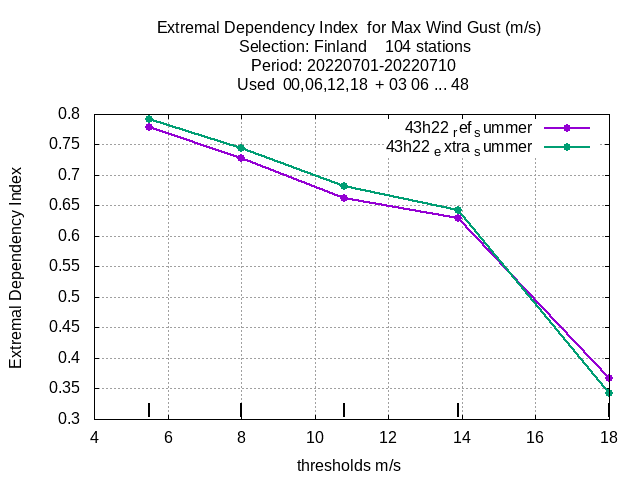 Extremal Dependency Index  for Max Wind Gust (m/s)
Selection: Finland    104 stations
Period: 20220701-20220710
Used  00,06,12,18  + 03 06 ... 48
43h22 ref summer
43h22 extra summer
Extremal Dependency Index
0.8
0.75
0.7
0.65
0.6
0.55
0.5
0.45
0.4
0.35
0.3
4 6 8 10 12 14 16 18
thresholds m/s